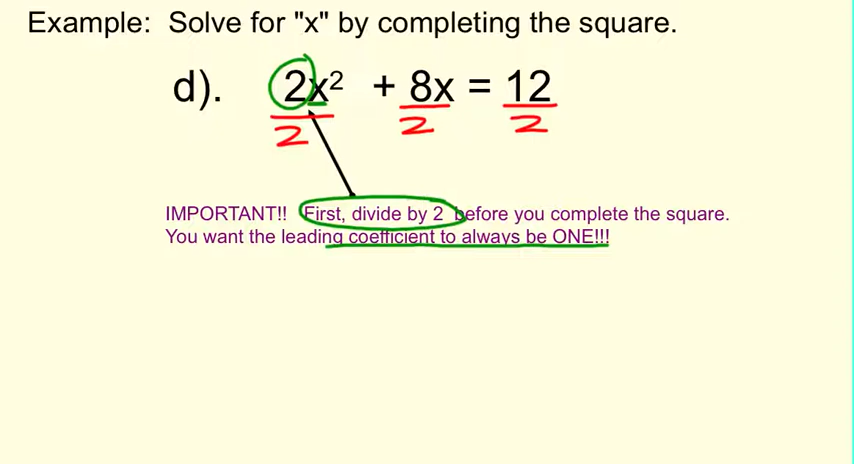 Example: Solve for "x" by completing the square.
d). 2x² + 8x = 12
2 2 2
IMPORTANT!! First, divide by 2 before you complete the square.
You want the leading coefficient to always be ONE!!!